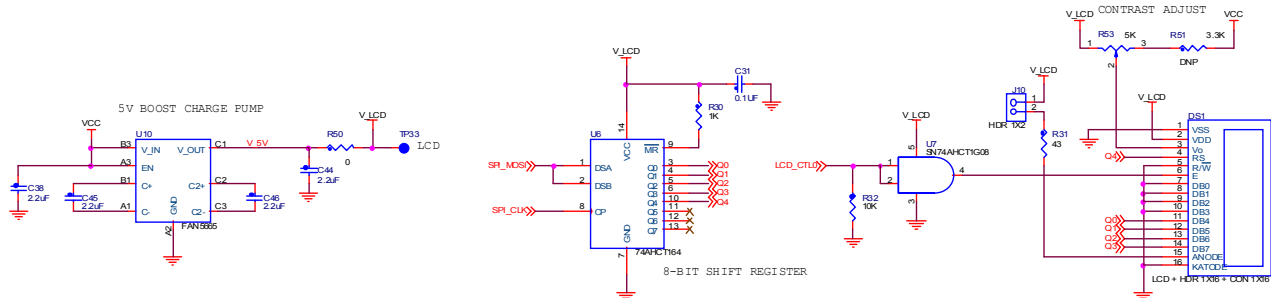 CONTRAST ADJUST
V_LCD
R53
5K
R51
3.3K
VCC
1
2
3
DNP
5V BOOST CHARGE PUMP
VCC
U10
B3
V_IN
V_OUT
C1
V_5V
R50
0
V_LCD
TP33
LCD
A3
EN
B1
C+
C2+
C2
A1
C-
C2-
C3
GND
A2
FAN5665
C38
2.2uF
C45
2.2uF
C46
2.2uF
C44
2.2uF
V_LCD
C31
0.1UF
R30
1K
U6
14
VCC
MR
9
SPI_MOSI
1
DSA
2
DSB
SPI_CLK
8
CP
Q0
3
Q0
Q1
4
Q1
Q2
5
Q2
Q3
6
Q3
Q4
10
Q4
Q5
11
Q6
12
Q7
13
GND
7
74AHCT164
8-BIT SHIFT REGISTER
V_LCD
U7
SN74AHCT1G08
5
LCD_CTL0
1
2
4
3
R32
10K
V_LCD
J10
1
2
HDR 1X2
R31
43
V_LCD
DS1
1
VSS
2
VDD
3
Vo
Q4
4
RS
5
R/W
6
E
7
DB0
8
DB1
9
DB2
10
DB3
Q0
11
DB4
Q1
12
DB5
Q2
13
DB6
Q3
14
DB7
15
ANODE
16
KATODE
LCD + HDR 1X16 + CON 1X16